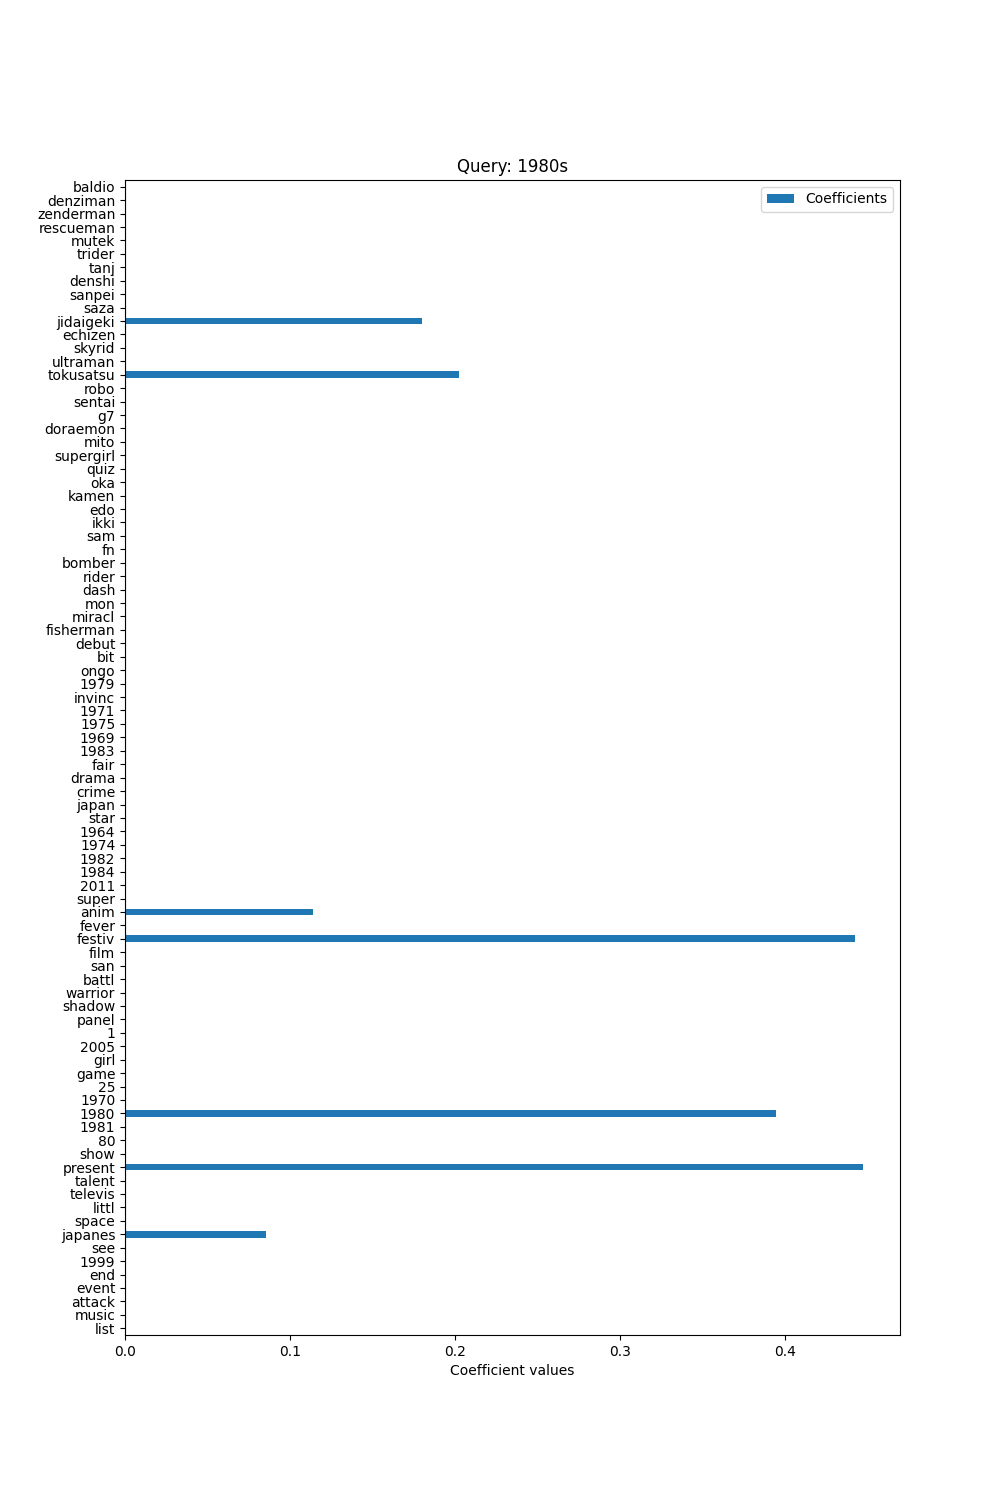 Query: 1980s
Coefficients
baldio
denziman
zenderman
rescueman
mutek
trider
tanj
denshi
sanpei
saza
jidaigeki
echizen
skyrid
ultraman
tokusatsu
robo
sentai
g7
doraemon
mito
supergirl
quiz
oka
kamen
edo
ikki
sam
fn
bomber
rider
dash
mon
miracl
fisherman
debut
bit
ongo
1979
invinc
1971
1975
1969
1983
fair
drama
crime
japan
star
1964
1974
1982
1984
2011
super
anim
fever
festiv
film
san
battl
warrior
shadow
panel
1
2005
girl
game
25
1970
1980
1981
80
show
present
talent
televis
littl
space
japanes
see
1999
end
event
attack
music
list
0.0 0.1 0.2 0.3 0.4
Coefficient values